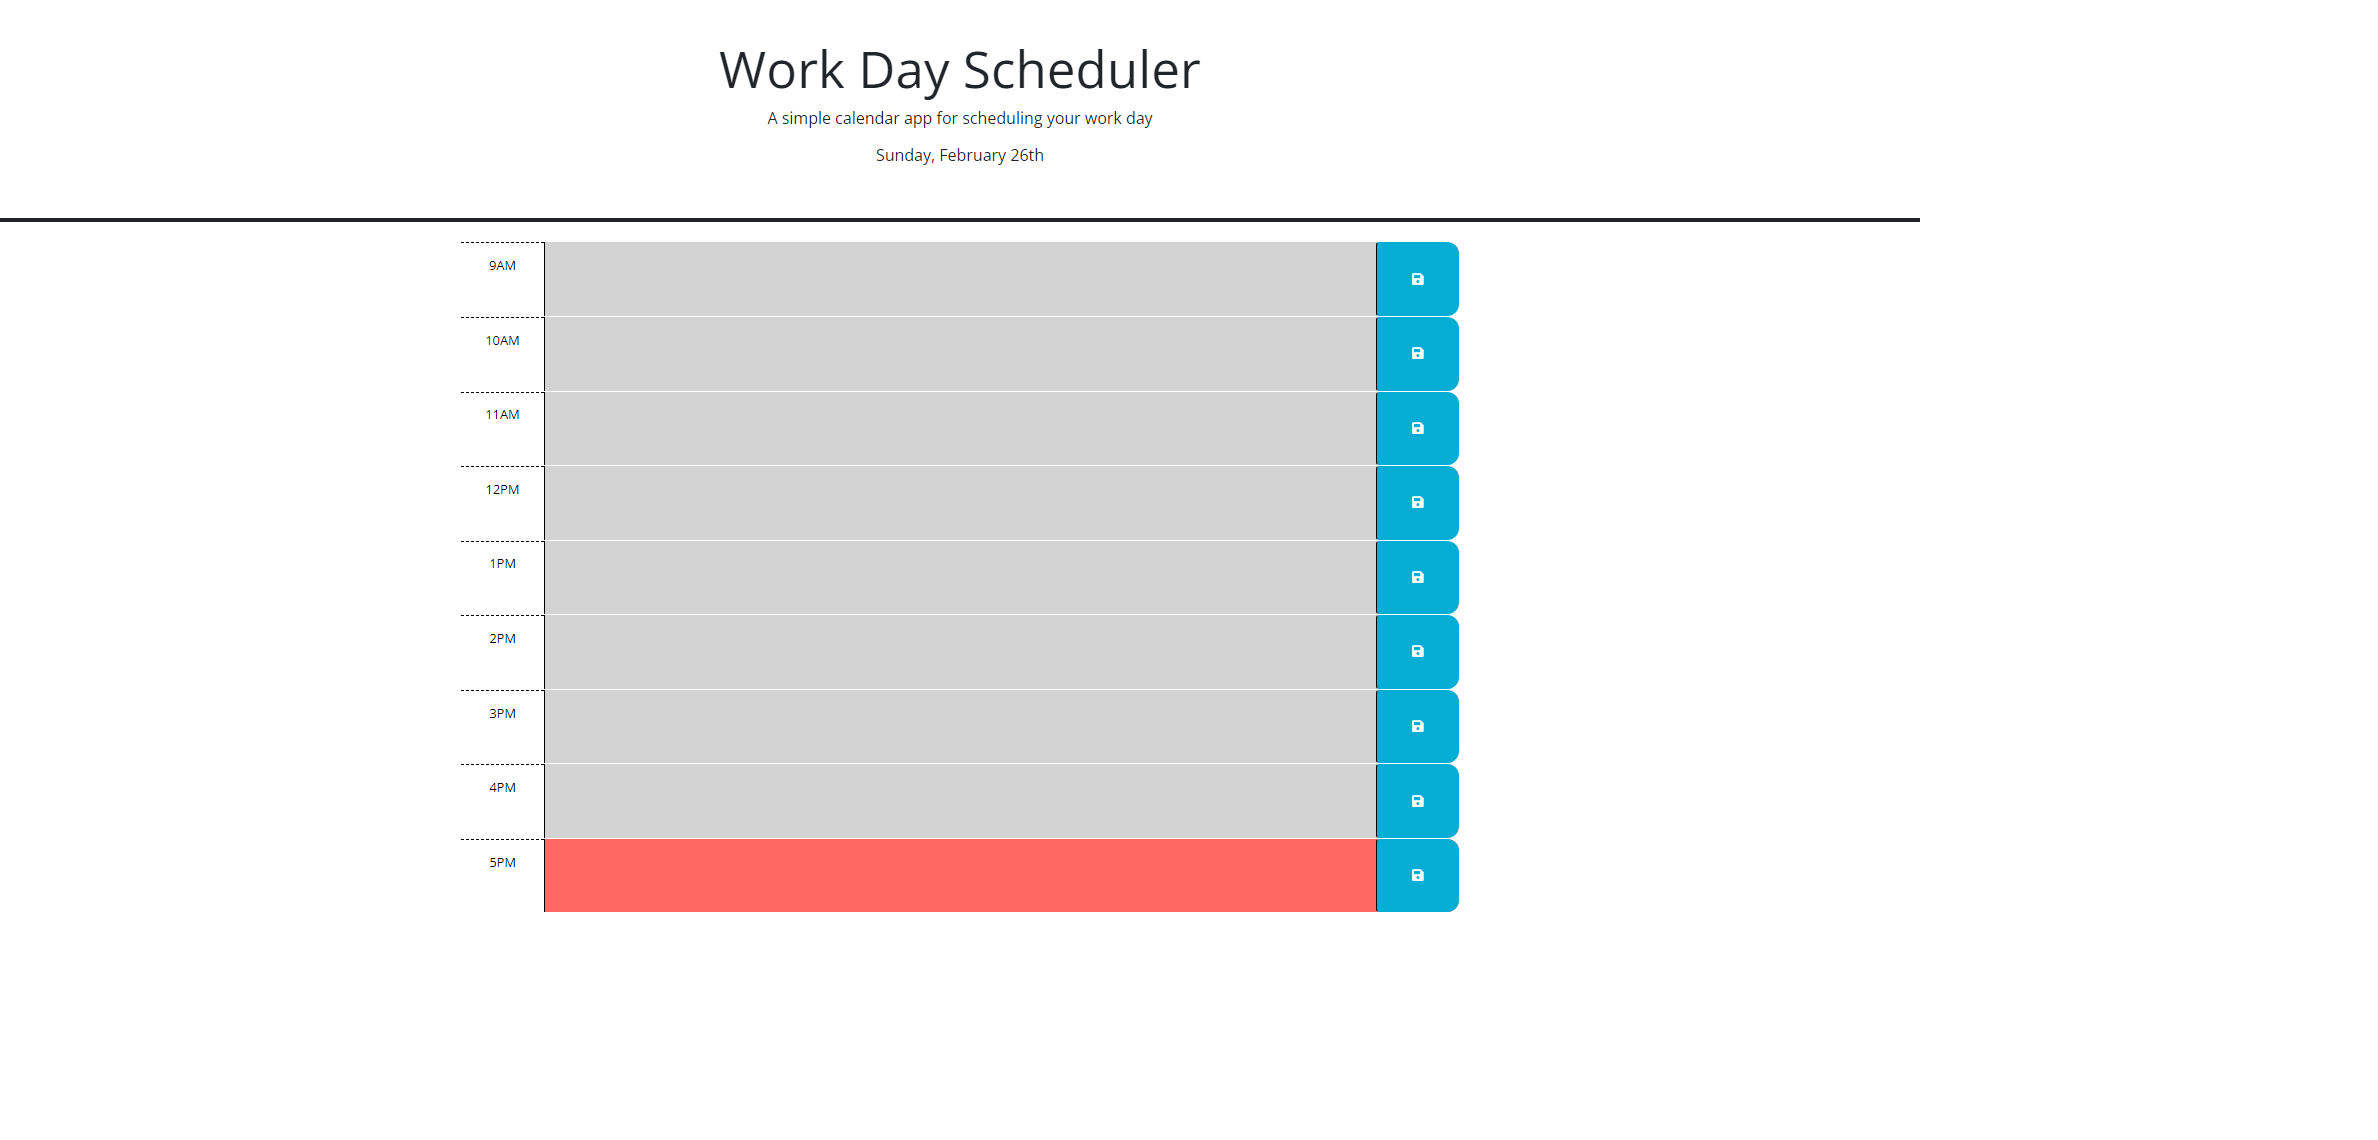 Work Day Scheduler
A simple calendar app for scheduling your work day
Sunday, February 26th
9AM
10AM
11AM
12PM
1PM
2PM
3PM
4PM
5PM